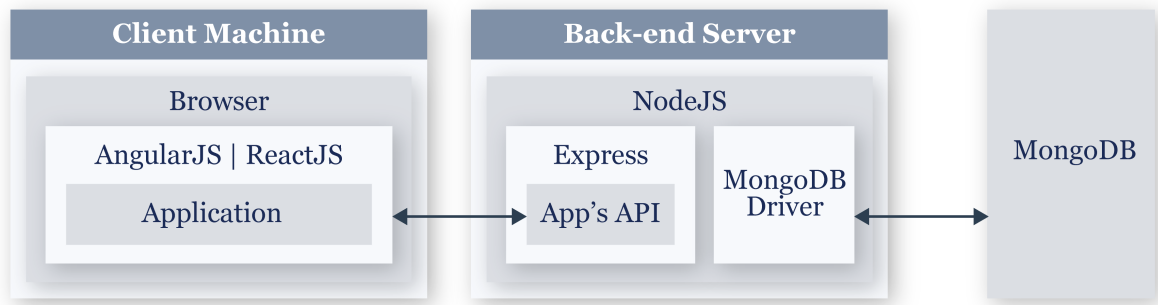 Client Machine
Browser
AngularJS | ReactJS
Application
Back-end Server
NodeJS
Express
App’s API
MongoDB
Driver
MongoDB